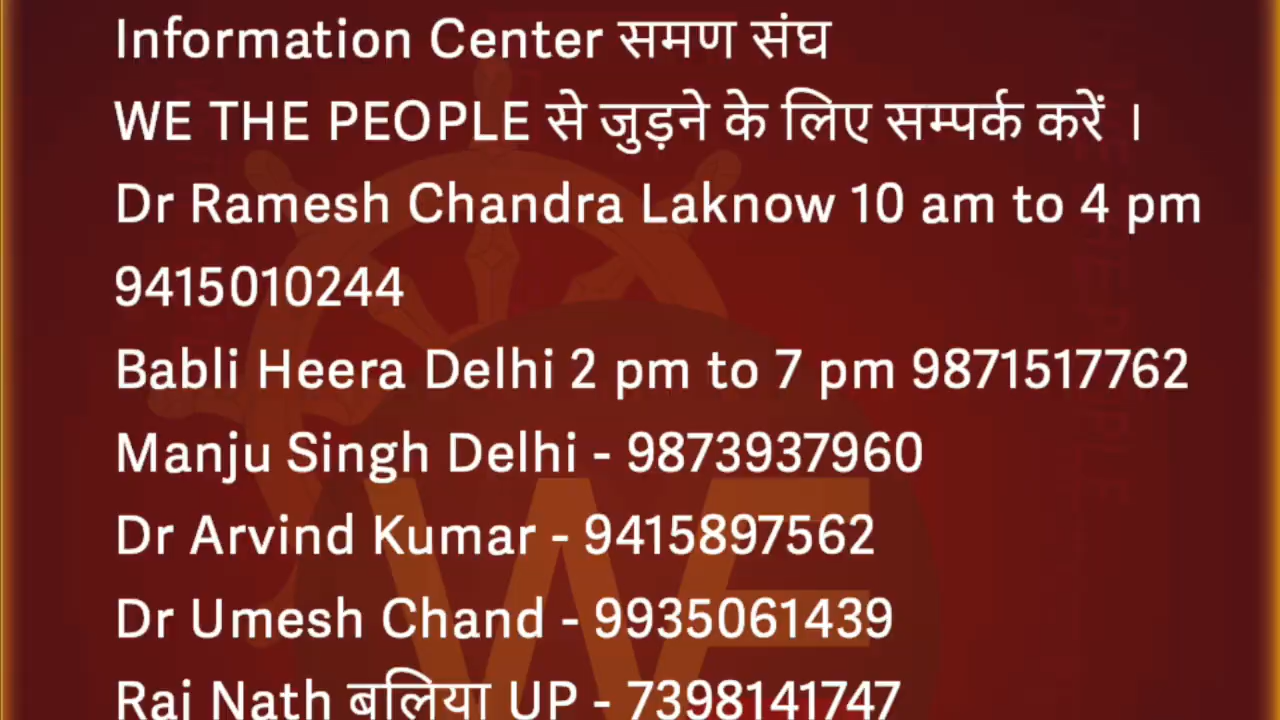 Information Center समण संघ
WE THE PEOPLE से जुड़ने के लिए सम्पर्क करें ।
Dr Ramesh Chandra Laknow 10 am to 4 pm
9415010244
Babli Heera Delhi 2 pm to 7 pm 9871517762
Manju Singh Delhi - 9873937960
Dr Arvind Kumar - 9415897562
Dr Umesh Chand - 9935061439
Raj Nath बलिया UP - 7398141747
WE